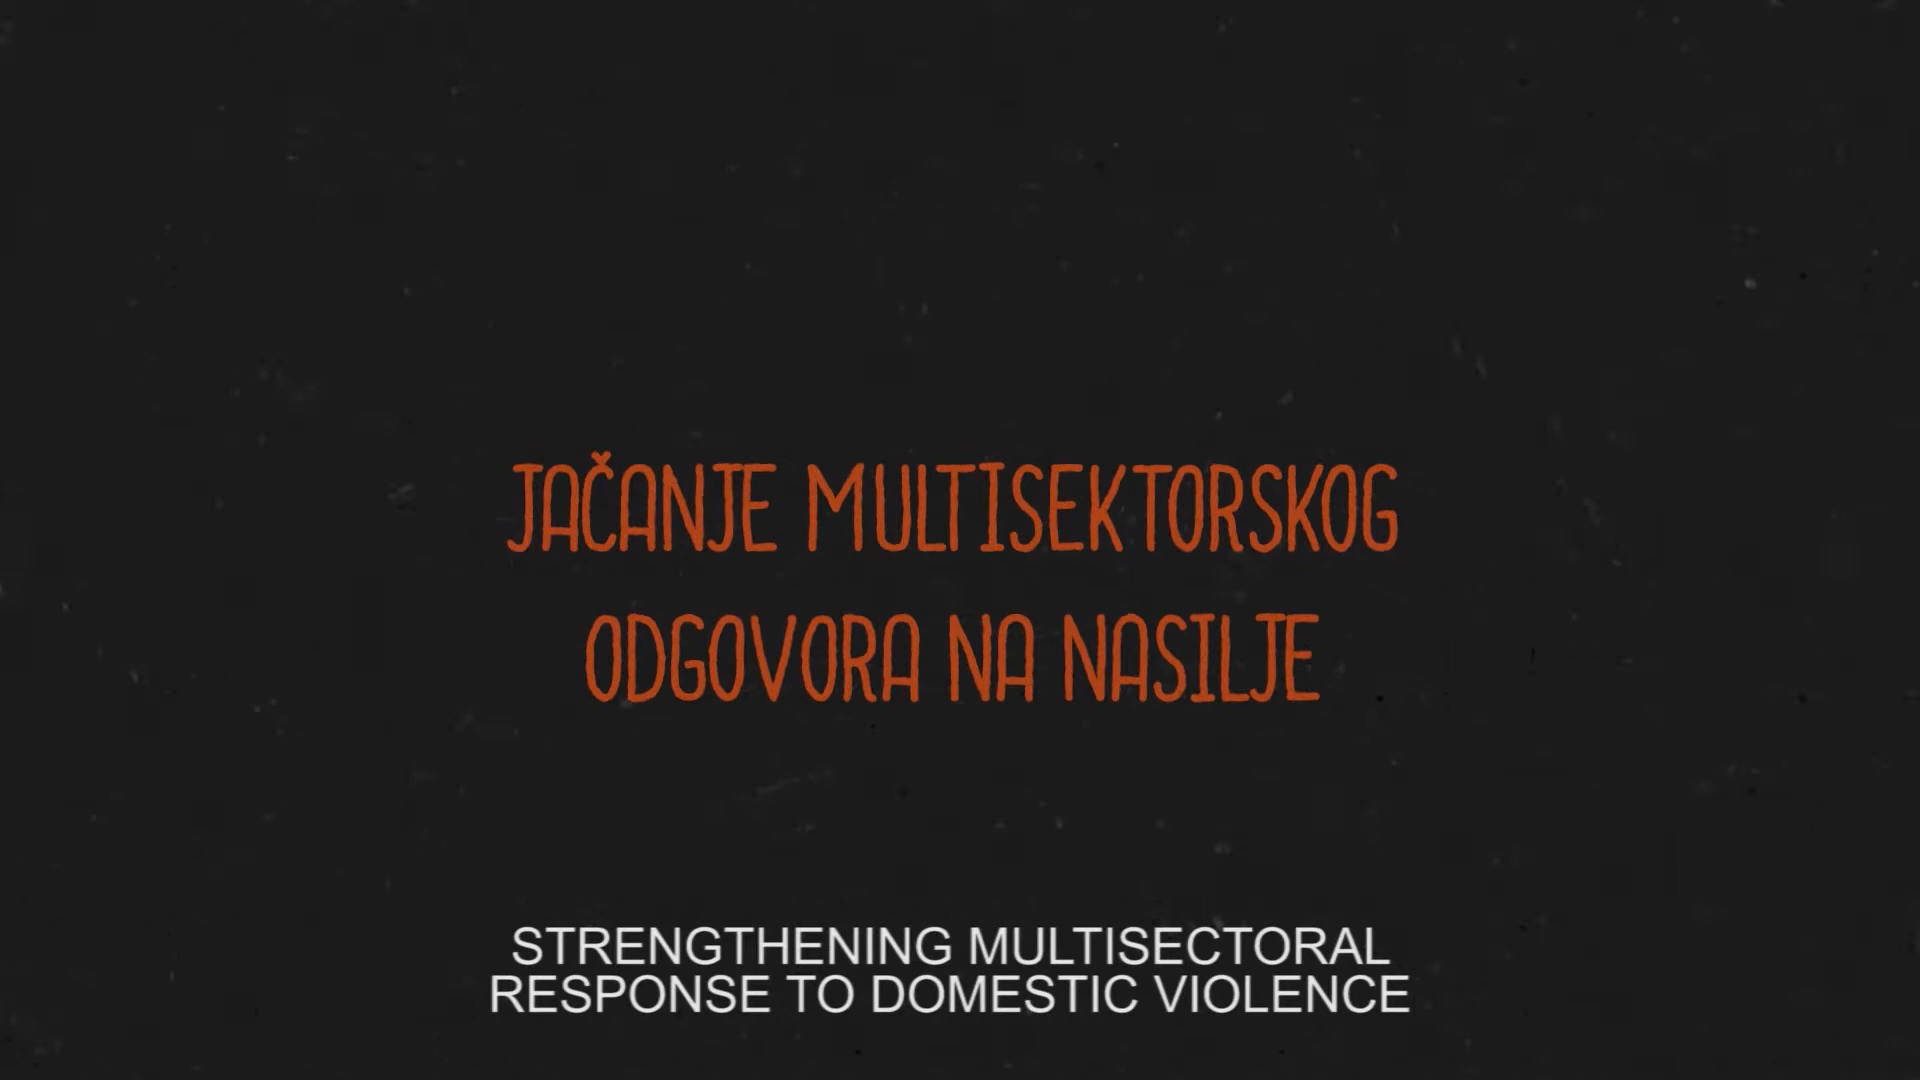 JAČANJE MULTISEKTORSKOG
ODGOVORA NA NASILJE
STRENGTHENING MULTISECTORAL
RESPONSE TO DOMESTIC VIOLENCE